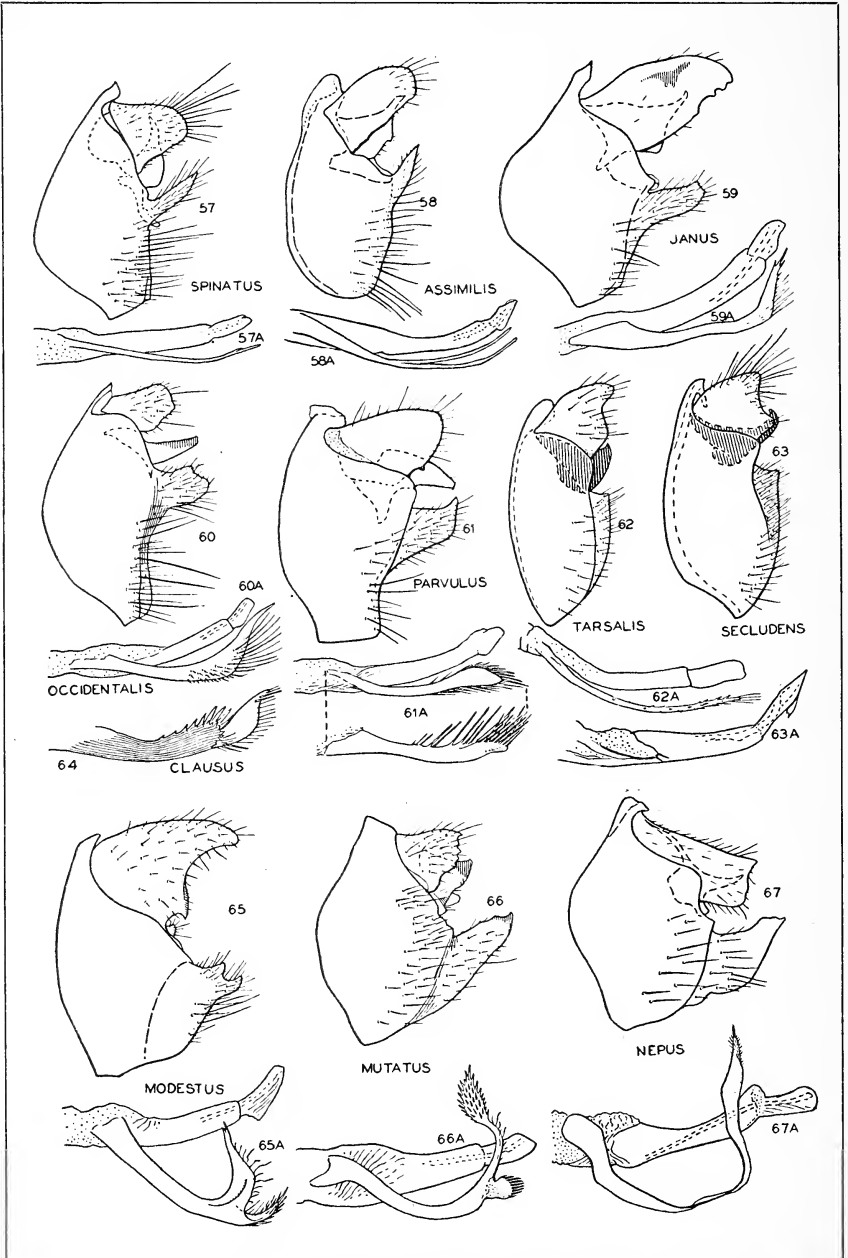 57
SPINATUS
57A
58
ASSIMILIS
58A
59
JANUS
59A
60
60A
OCCIDENTALIS
61
PARVULUS
61A
62
TARSALIS
62A
63
SECLUDENS
63A
64
CLAUSUS
65
MODESTUS
65A
66
MUTATUS
66A
67
NEPUS
67A